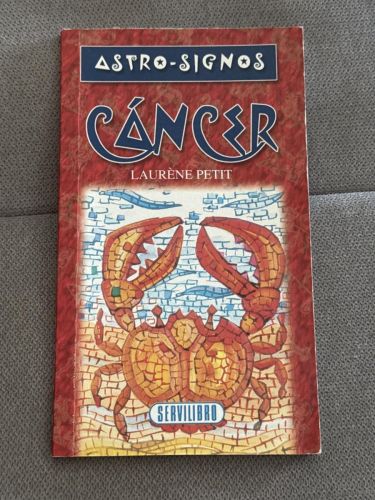 ASTRO-SIGNOS
CÁNCER
LAURÈNE PETIT
SERVILIBRO